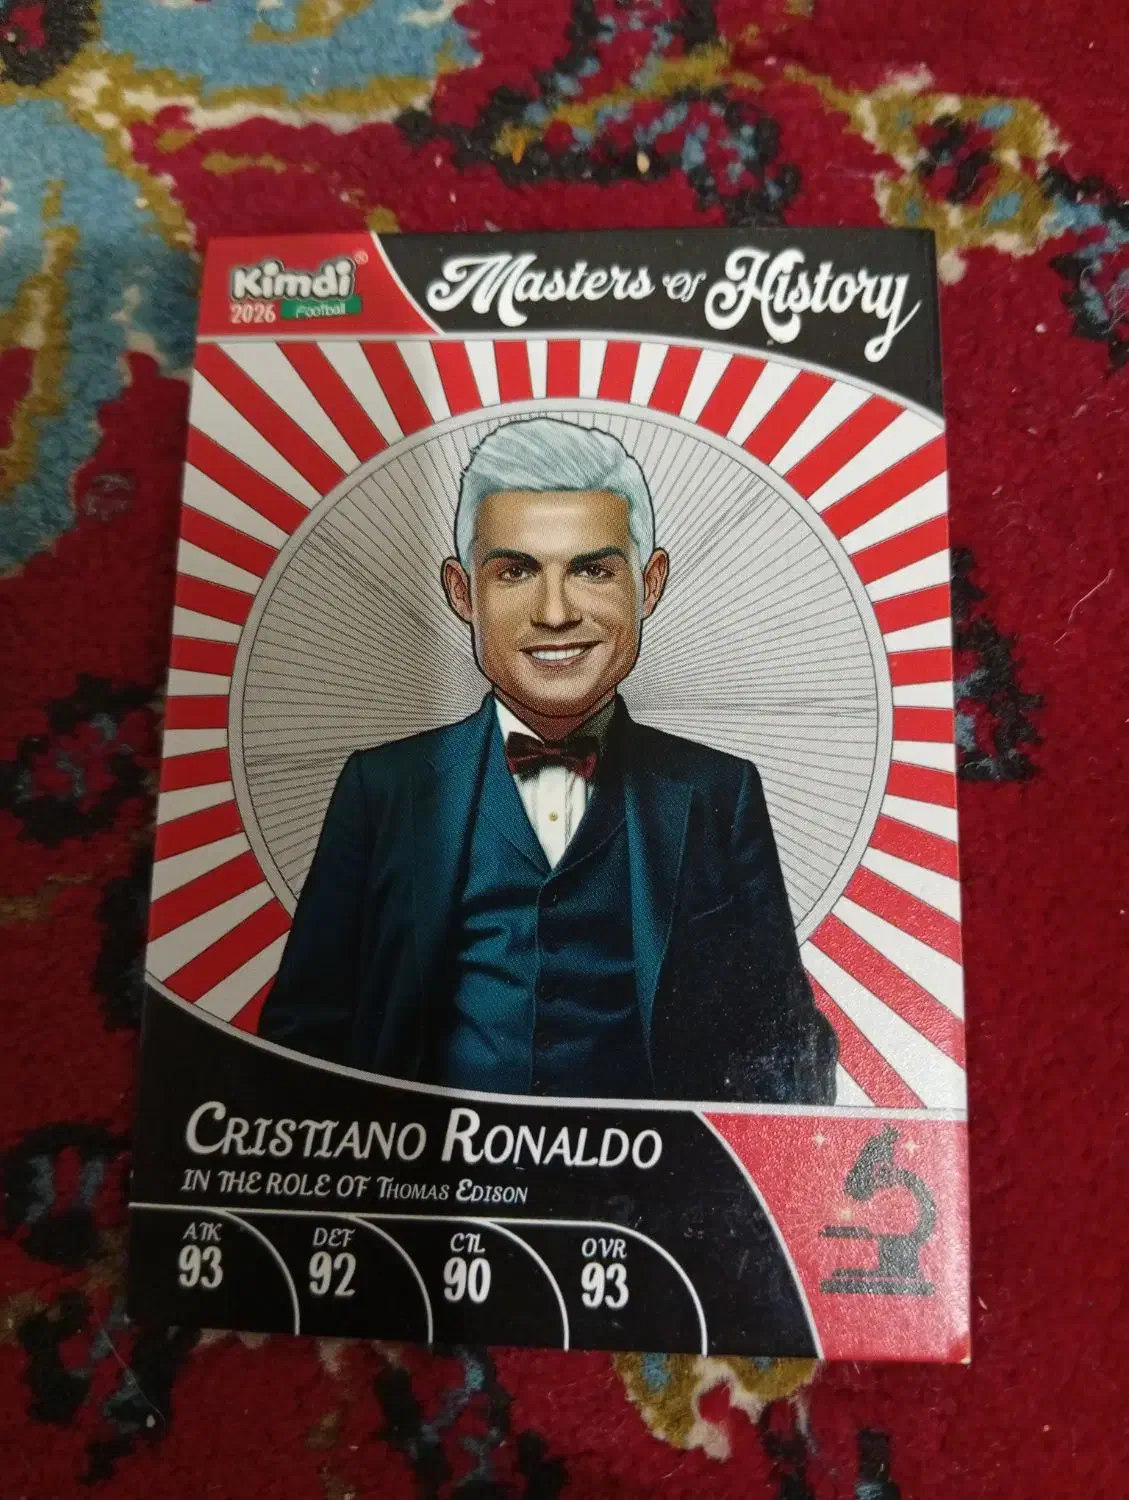 Kimdi®
2026 Football
Masters of History
CRISTIANO RONALDO
IN THE ROLE OF THOMAS EDISON
ATK DEF CTL OVR
93 92 90 93